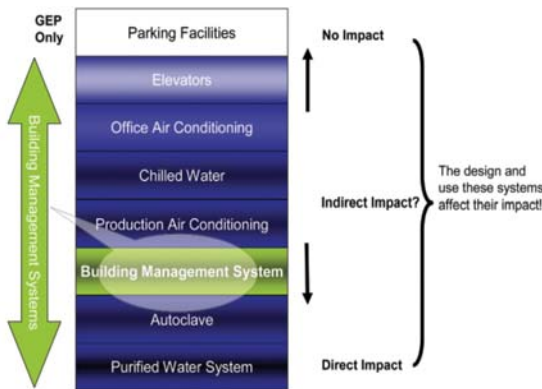 GEP
Only
Parking Facilities
No Impact
Elevators
Office Air Conditioning
Chilled Water
Production Air Conditioning
Building Management System
Autoclave
Purified Water System
Building Management Systems
Indirect Impact?
Direct Impact
The design and
use these systems
affect their impact!